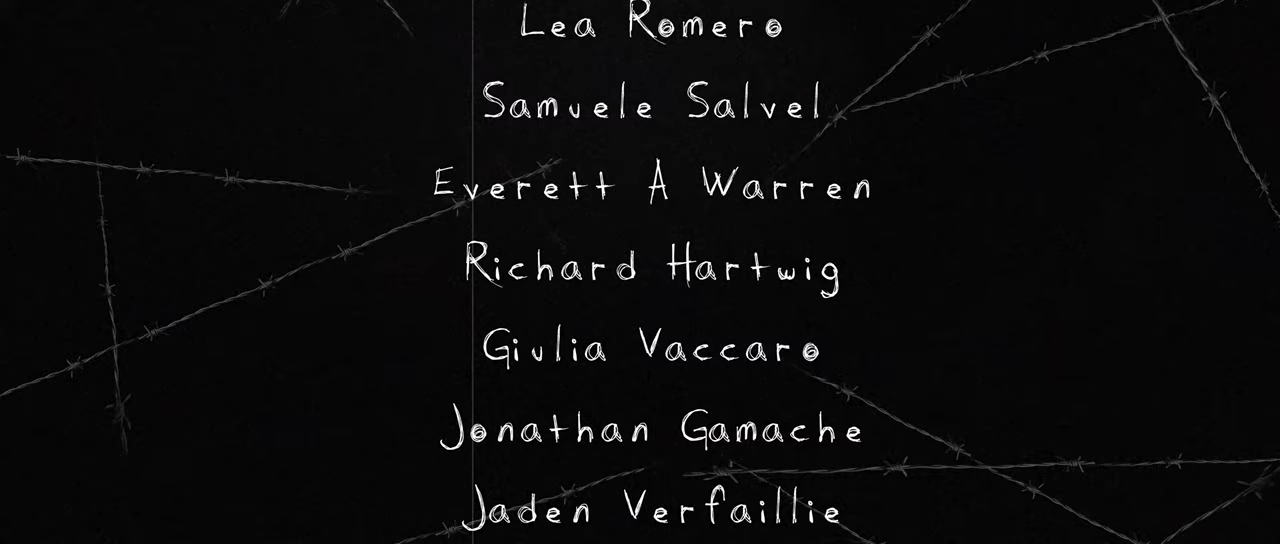 Lea Romero
Samuele Salvel
Everett A Warren
Richard Hartwig
Giulia Vaccaro
Jonathan Gamache
Jaden Verfaillie